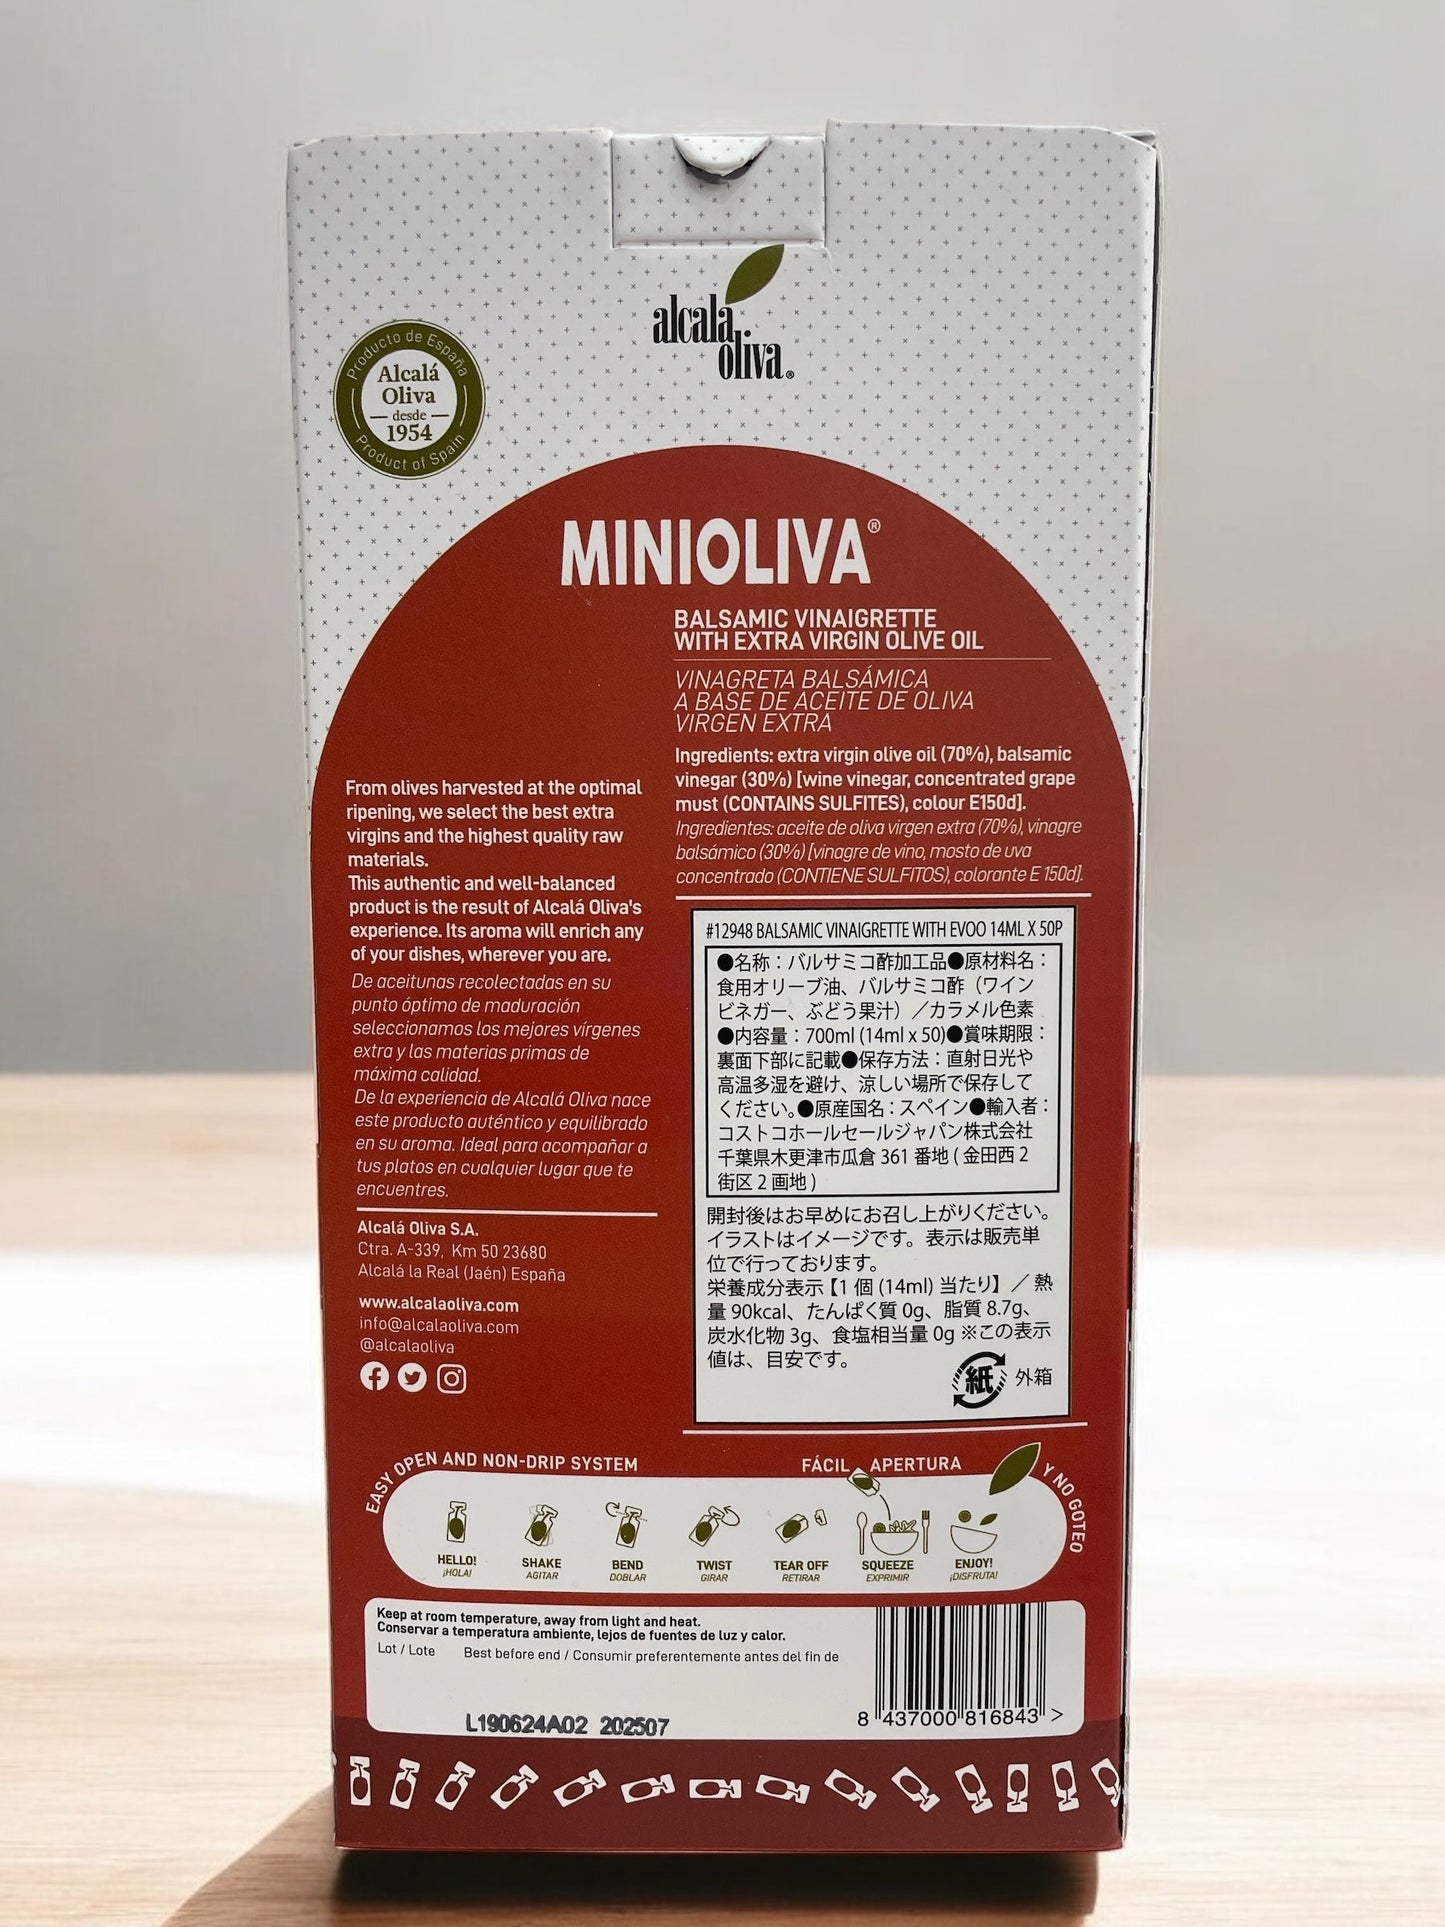 alcalá
oliva®
Producto de España
Alcalá
Oliva
desde
1954
Product of Spain
MINIOLIVA®
BALSAMIC VINAIGRETTE
WITH EXTRA VIRGIN OLIVE OIL
VINAGRETA BALSÁMICA
A BASE DE ACEITE DE OLIVA
VIRGEN EXTRA
Ingredients: extra virgin olive oil (70%), balsamic
vinegar (30%) [wine vinegar, concentrated grape
must (CONTAINS SULFITES), colour E150d].
Ingredientes: aceite de oliva virgen extra (70%), vinagre
balsámico (30%) [vinagre de vino, mosto de uva
concentrado (CONTIENE SULFITOS), colorante E 150d].
From olives harvested at the optimal
ripening, we select the best extra
virgins and the highest quality raw
materials.
This authentic and well-balanced
product is the result of Alcalá Oliva's
experience. Its aroma will enrich any
of your dishes, wherever you are.
De aceitunas recolectadas en su
punto óptimo de maduración
seleccionamos los mejores vírgenes
extra y las materias primas de
máxima calidad.
De la experiencia de Alcalá Oliva nace
este producto auténtico y equilibrado
en su aroma. Ideal para acompañar a
tus platos en cualquier lugar que te
encuentres.
Alcalá Oliva S.A.
Ctra. A-339, Km 50 23680
Alcalá la Real (Jaén) España
www.alcalaoliva.com
info@alcalaoliva.com
@alcalaoliva
#12948 BALSAMIC VINAIGRETTE WITH EVOO 14ML X 50P
●名称：バルサミコ酢加工品●原材料名：
食用オリーブ油、バルサミコ酢（ワイン
ビネガー、ぶどう果汁）／カラメル色素
●内容量：700ml (14ml x 50)●賞味期限：
裏面下部に記載●保存方法：直射日光や
高温多湿を避け、涼しい場所で保存して
ください。●原産国名：スペイン●輸入者：
コストコホールセールジャパン株式会社
千葉県木更津市瓜倉 361 番地 ( 金田西 2
街区 2 画地 )
開封後はお早めにお召し上がりください。
イラストはイメージです。表示は販売単
位で行っております。
栄養成分表示【1 個 (14ml) 当たり】／ 熱
量 90kcal、たんぱく質 0g、脂質 8.7g、
炭水化物 3g、食塩相当量 0g ※この表示
値は、目安です。
紙 外箱
EASY OPEN AND NON-DRIP SYSTEM
FÁCIL APERTURA Y NO GOTEO
HELLO! SHAKE BEND TWIST TEAR OFF SQUEEZE ENJOY!
¡HOLA! AGITAR DOBLAR GIRAR RETIRAR EXPRIMIR ¡DISFRUTA!
Keep at room temperature, away from light and heat.
Conservar a temperatura ambiente, lejos de fuentes de luz y calor.
Lot / Lote Best before end / Consumir preferentemente antes del fin de
L190624A02 202507
8 437000 816843 >